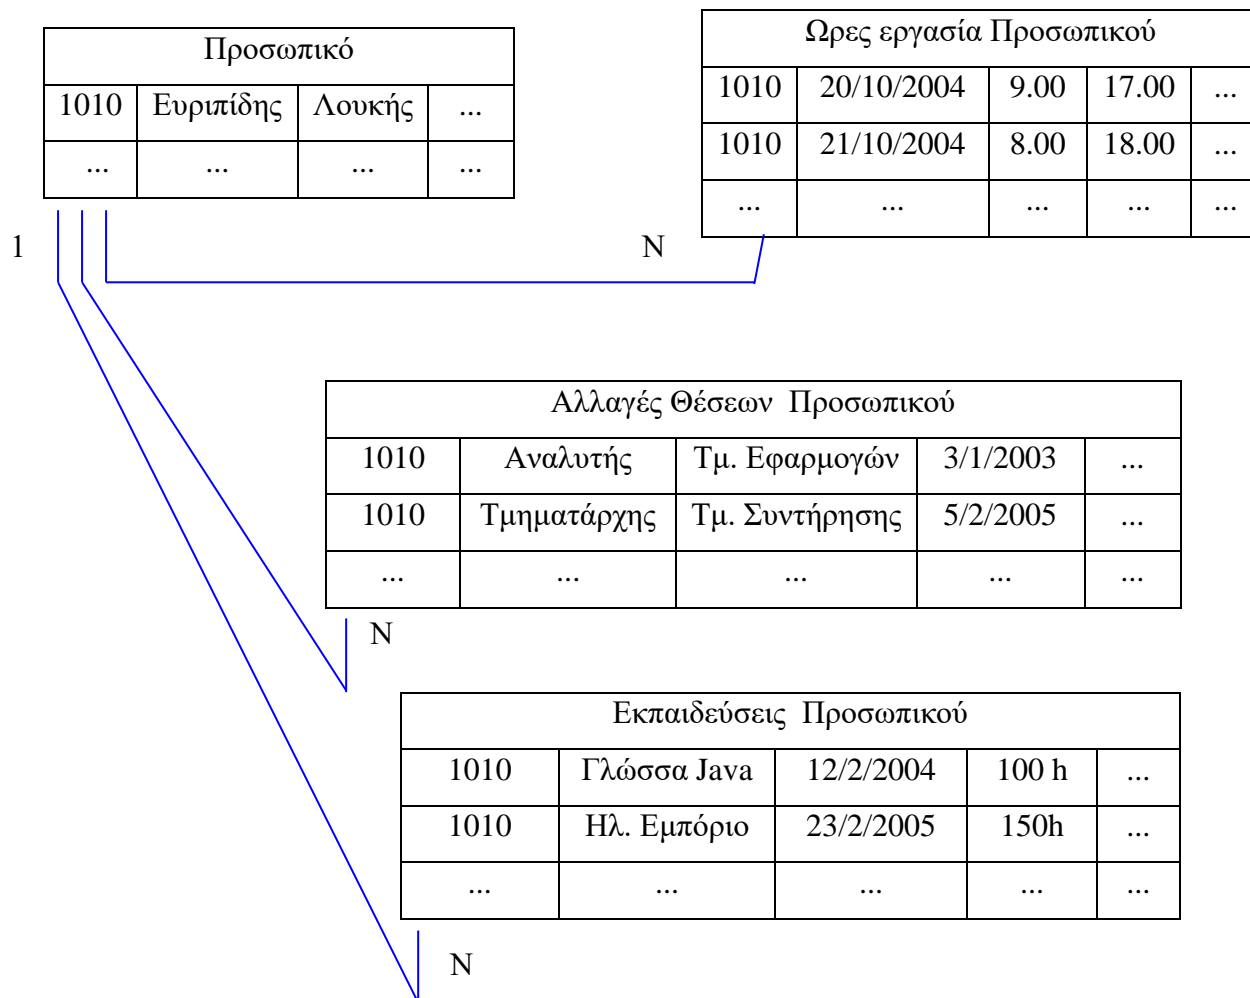 Προσωπικό
1010 Ευριπίδης Λουκής ...
... ... ... ...
Ωρες εργασία Προσωπικού
1010 20/10/2004 9.00 17.00 ...
1010 21/10/2004 8.00 18.00 ...
... ... ... ... ...
1
N
Αλλαγές Θέσεων Προσωπικού
1010 Αναλυτής Τμ. Εφαρμογών 3/1/2003 ...
1010 Τμηματάρχης Τμ. Συντήρησης 5/2/2005 ...
... ... ... ... ...
N
Εκπαιδεύσεις Προσωπικού
1010 Γλώσσα Java 12/2/2004 100 h ...
1010 Ηλ. Εμπόριο 23/2/2005 150h ...
... ... ... ... ...
N